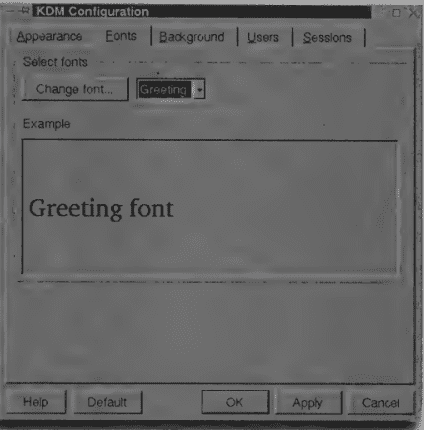 KDM Configuration
Appearance Fonts Background Users Sessions
Select fonts
Change font... Greeting
Example
Greeting font
Help Default OK Apply Cancel